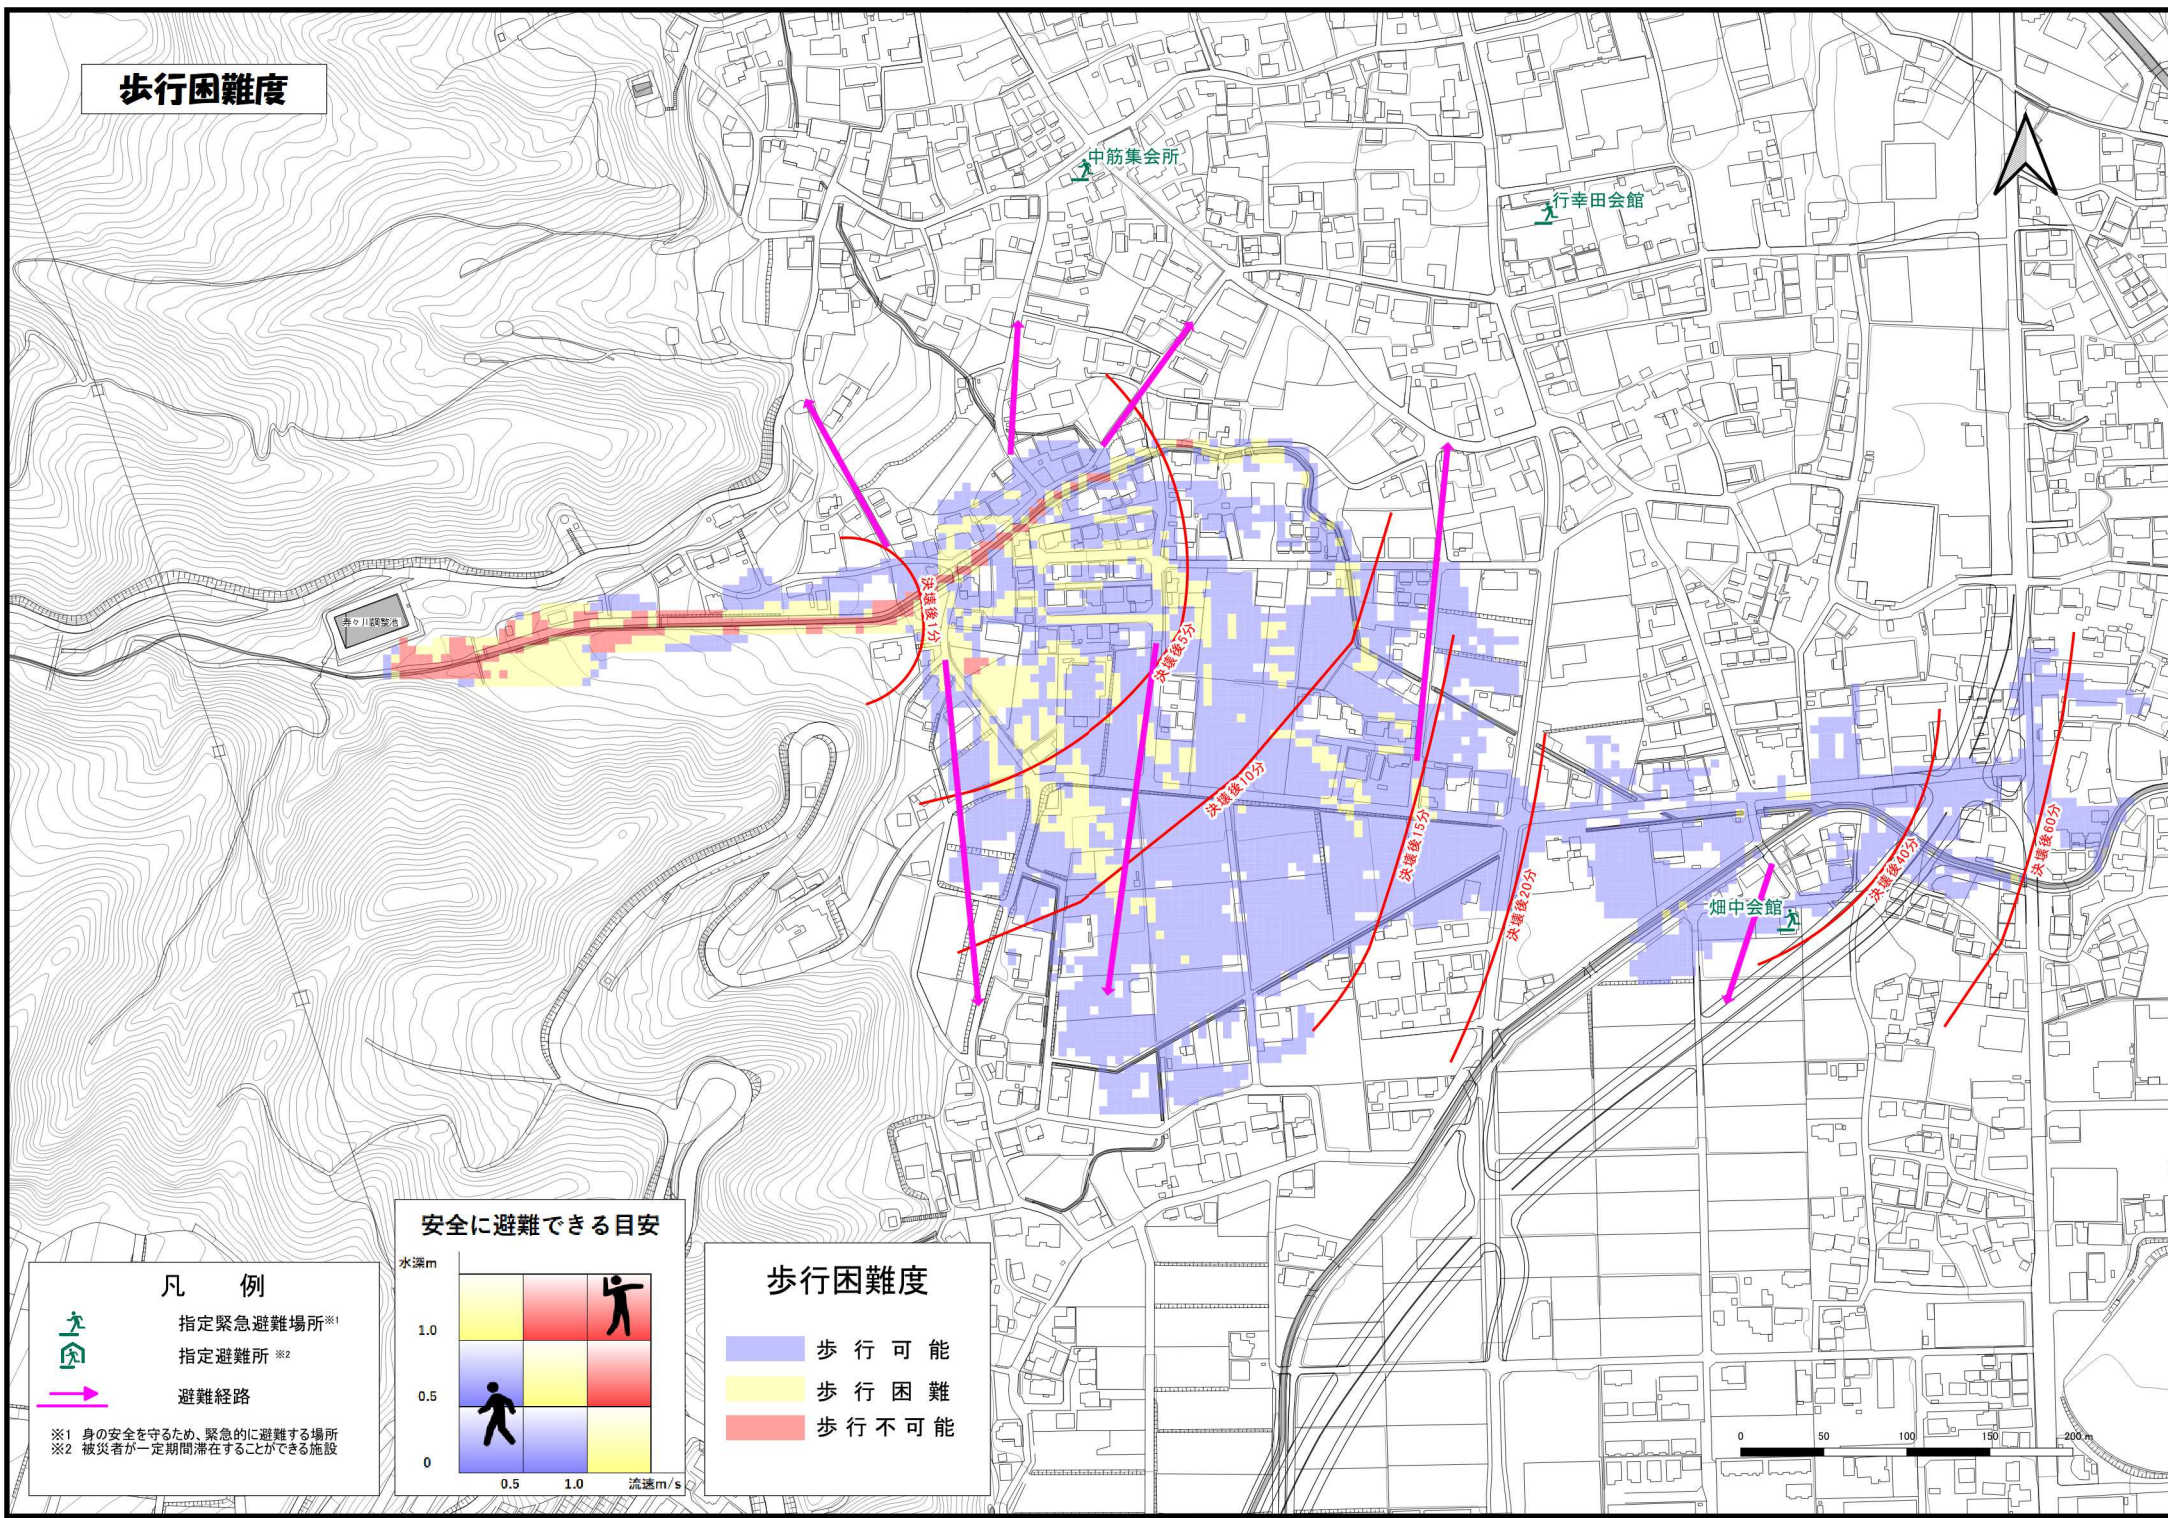 歩行困難度
中筋集会所
行幸田会館
寿々川調整池
決壊後1分
決壊後5分
決壊後10分
決壊後15分
決壊後20分
決壊後40分
決壊後60分
畑中会館
凡 例
指定緊急避難場所※1
指定避難所 ※2
避難経路
※1 身の安全を守るため、緊急的に避難する場所
※2 被災者が一定期間滞在することができる施設
安全に避難できる目安
水深m
1.0
0.5
0
0.5 1.0 流速m/s
歩行困難度
歩 行 可 能
歩 行 困 難
歩 行 不 可 能
0 50 100 150 200 m